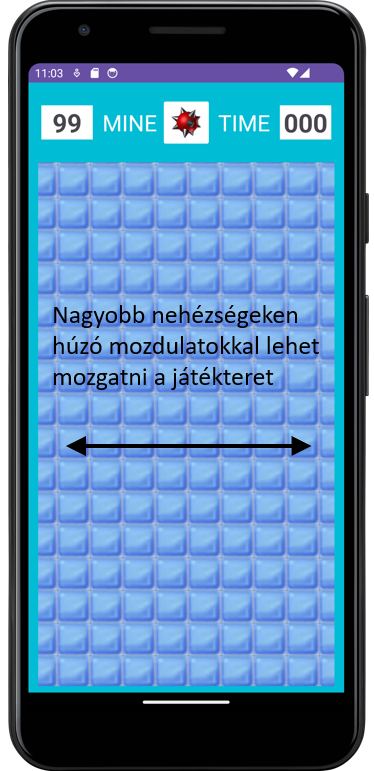 11:03
99 MINE TIME 000
Nagyobb nehézségeken
húzó mozdulatokkal lehet
mozgatni a játékteret